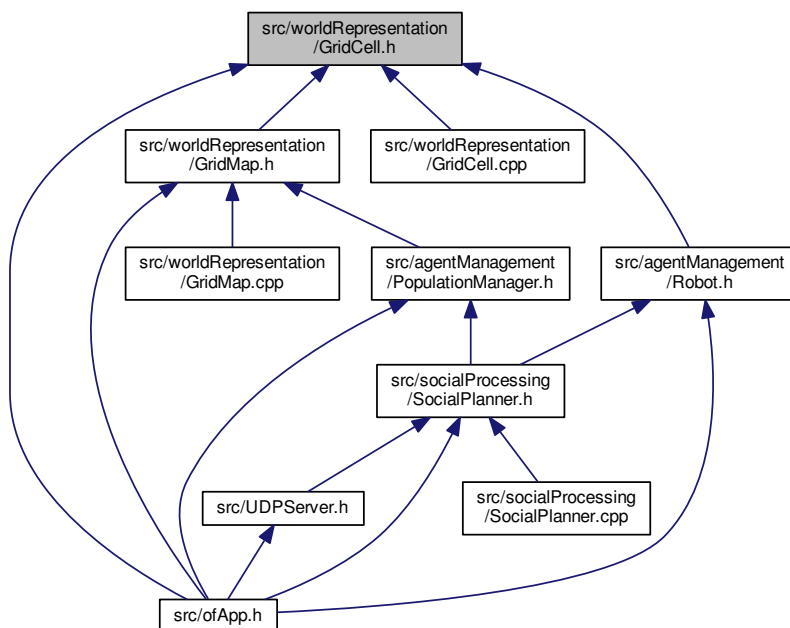 src/worldRepresentation
/GridCell.h
src/worldRepresentation
/GridMap.h
src/worldRepresentation
/GridCell.cpp
src/worldRepresentation
/GridMap.cpp
src/agentManagement
/PopulationManager.h
src/agentManagement
/Robot.h
src/socialProcessing
/SocialPlanner.h
src/UDPServer.h
src/socialProcessing
/SocialPlanner.cpp
src/ofApp.h